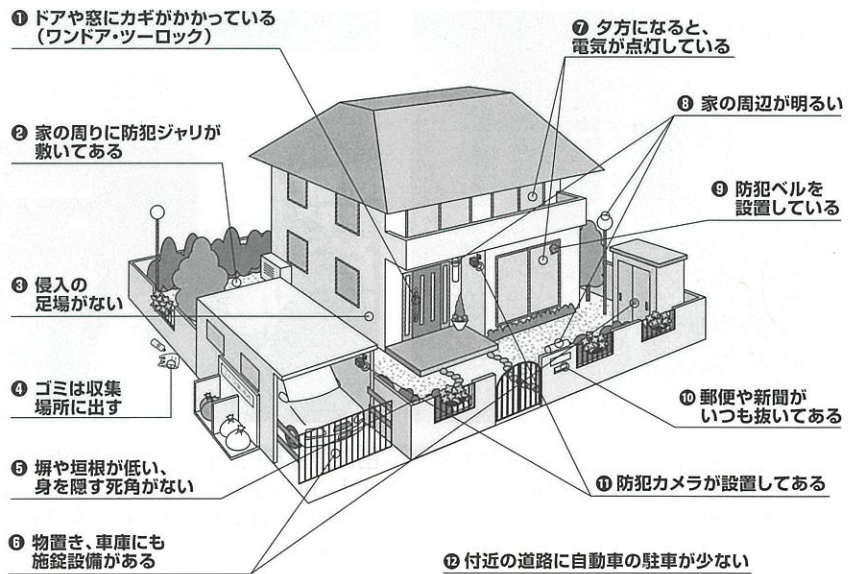 ❶ ドアや窓にカギがかかっている
(ワンドア・ツーロック)
❷ 家の周りに防犯ジャリが
敷いてある
❸ 侵入の
足場がない
❹ ゴミは収集
場所に出す
❺ 塀や垣根が低い、
身を隠す死角がない
❻ 物置き、車庫にも
施錠設備がある
❼ 夕方になると、
電気が点灯している
❽ 家の周辺が明るい
❾ 防犯ベルを
設置している
❿ 郵便や新聞が
いつも抜いてある
⓫ 防犯カメラが設置してある
⓬ 付近の道路に自動車の駐車が少ない